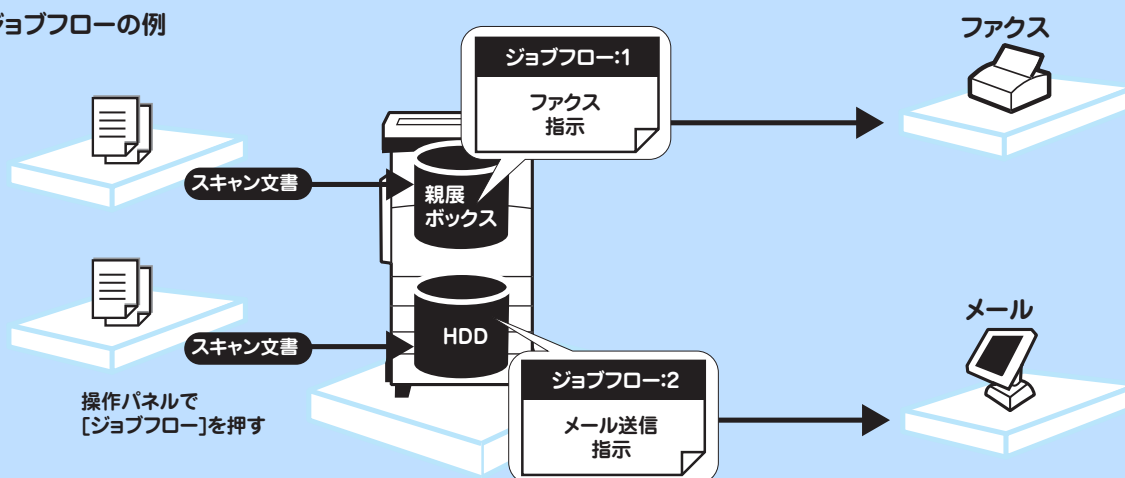 ジョブフローの例
ファクス
ジョブフロー:1
ファクス
指示
スキャン文書
親展
ボックス
メール
スキャン文書
HDD
ジョブフロー:2
メール送信
指示
操作パネルで
[ジョブフロー]を押す